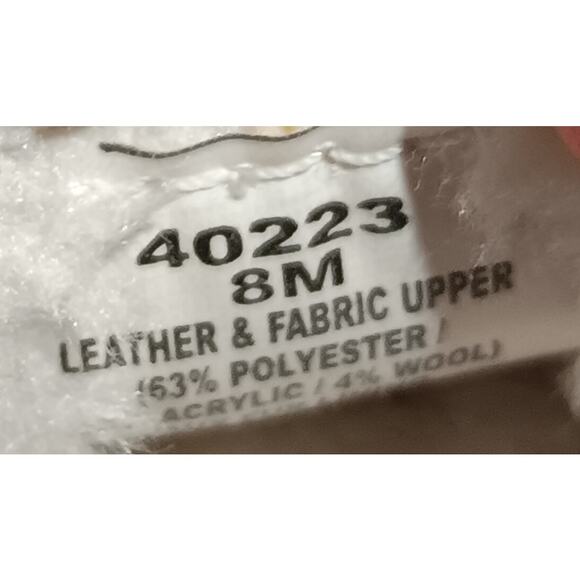 40223
8M
LEATHER & FABRIC UPPER
(63% POLYESTER /
ACRYLIC / 4% WOOL)